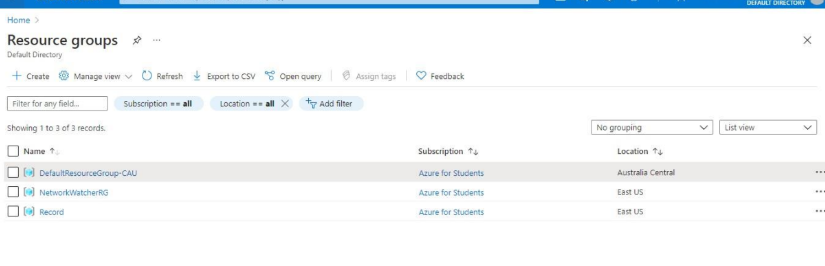 DEFAULT DIRECTORY
Home >
Resource groups
Default Directory
Create Manage view Refresh Export to CSV Open query Assign tags Feedback
Filter for any field... Subscription == all Location == all Add filter
Showing 1 to 3 of 3 records. No grouping List view
Name Subscription Location
DefaultResourceGroup-CAU Azure for Students Australia Central
NetworkWatcherRG Azure for Students East US
Record Azure for Students East US